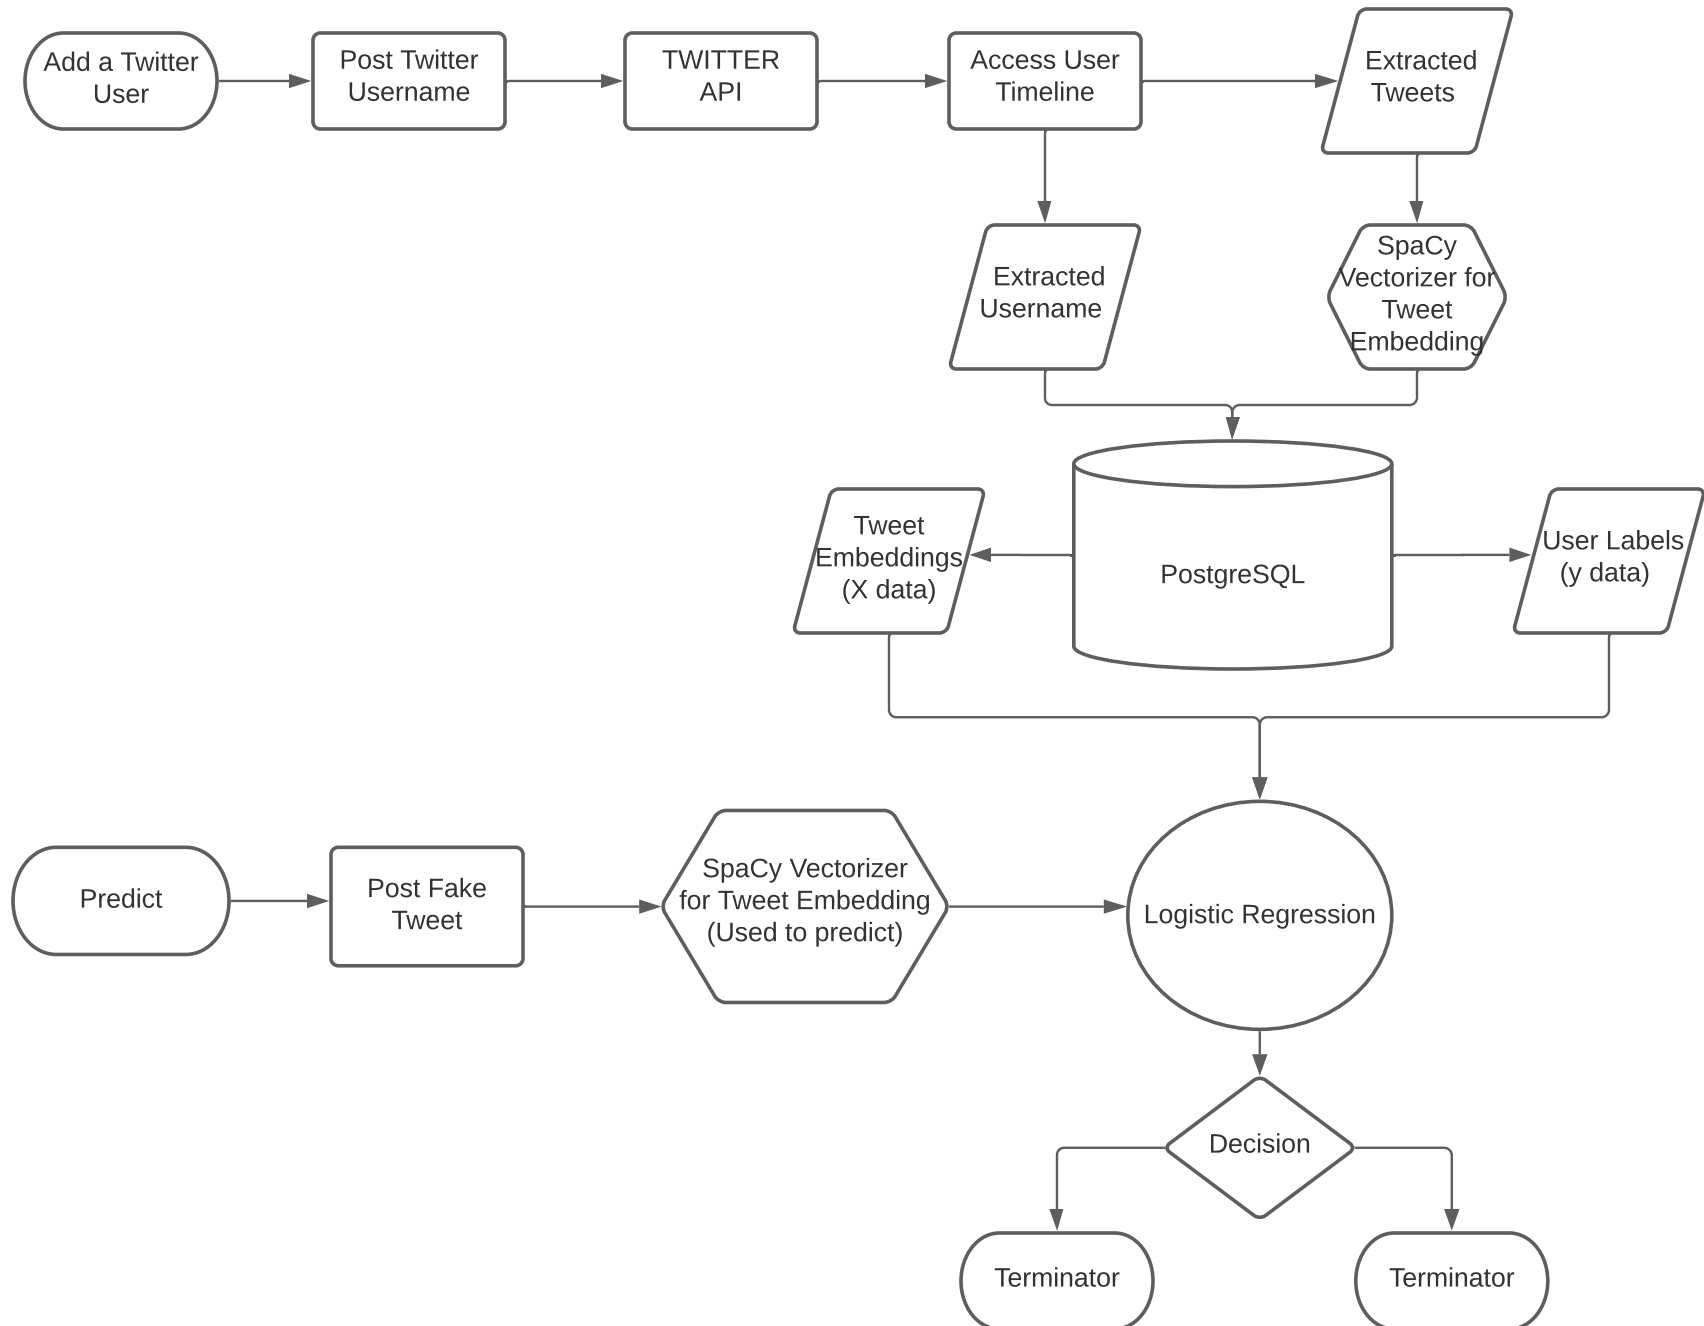 Add a Twitter
User
Post Twitter
Username
TWITTER
API
Access User
Timeline
Extracted
Tweets
Extracted
Username
SpaCy
Vectorizer for
Tweet
Embedding
Tweet
Embeddings
(X data)
PostgreSQL
User Labels
(y data)
Predict
Post Fake
Tweet
SpaCy Vectorizer
for Tweet Embedding
(Used to predict)
Logistic Regression
Decision
Terminator
Terminator